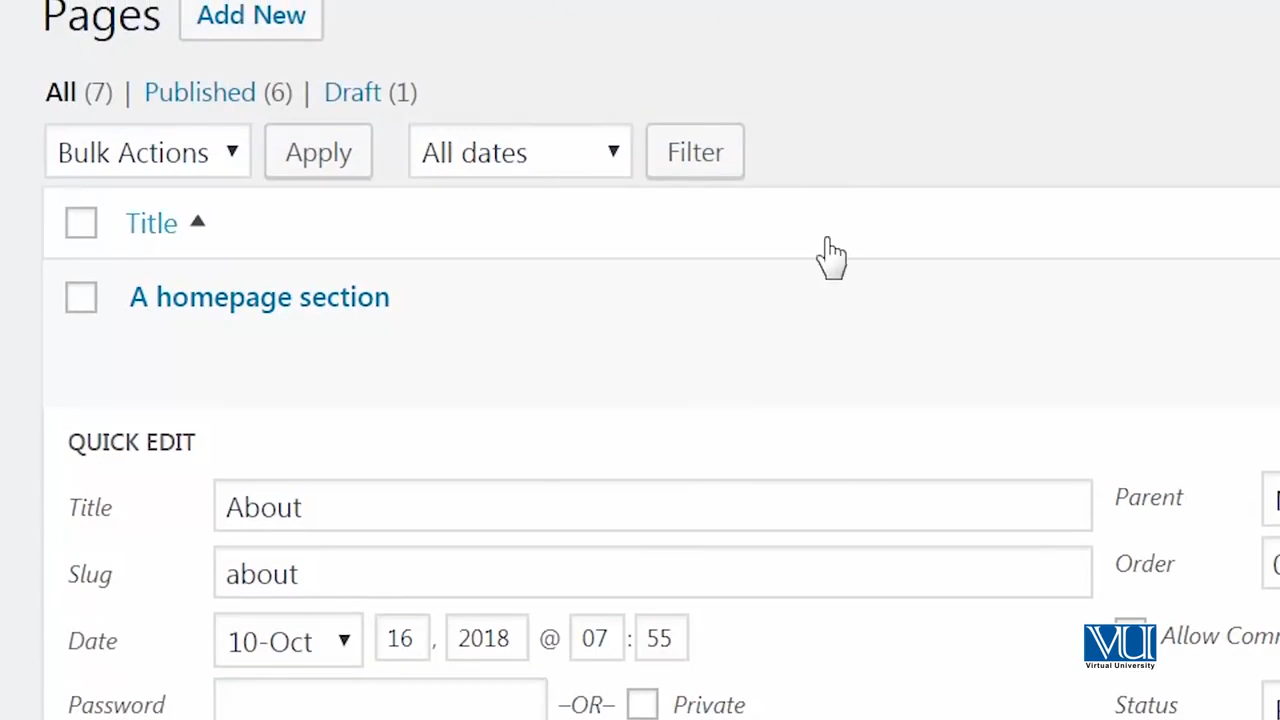 Pages Add New
All (7) | Published (6) | Draft (1)
Bulk Actions Apply All dates Filter
Title
A homepage section
QUICK EDIT
Title About Parent
Slug about Order
Date 10-Oct 16, 2018 @ 07 : 55 Allow Comm
Password –OR– Private Status
VU
Virtual University